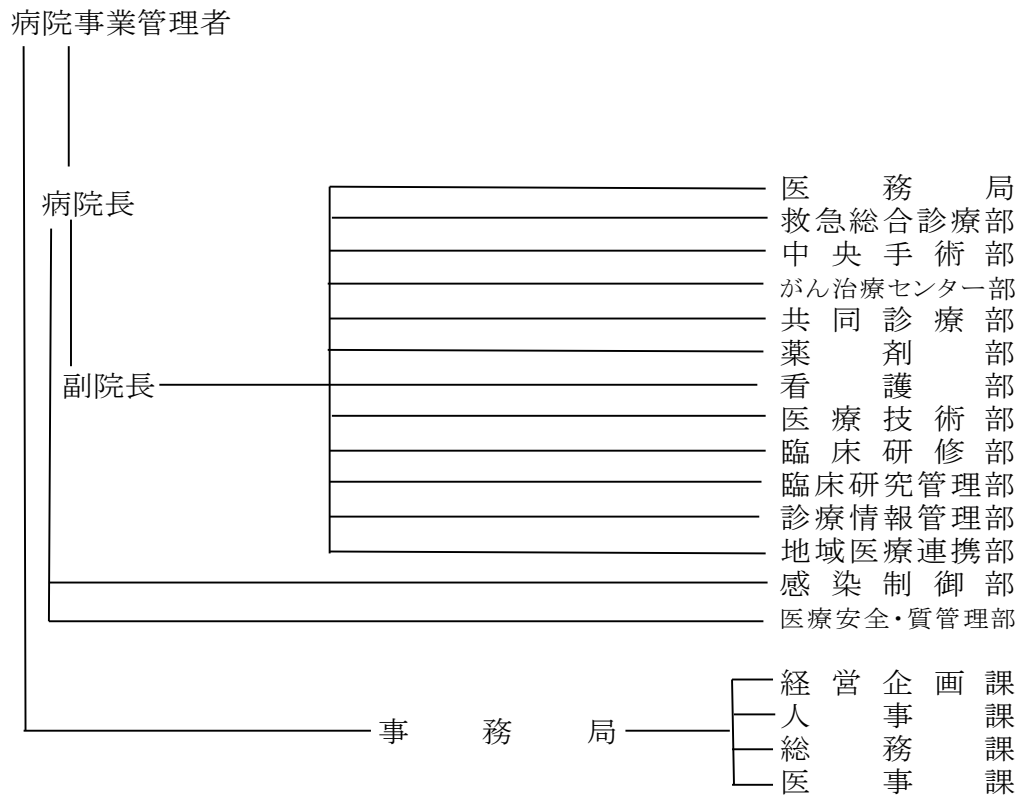 病院事業管理者
病院長
副院長
医務局
救急総合診療部
中央手術部
がん治療センター部
共同診療部
薬剤部
看護部
医療技術部
臨床研修部
臨床研究管理部
診療情報管理部
地域医療連携部
感染制御部
医療安全・質管理部
事務局
経営企画課
人事課
総務課
医事課